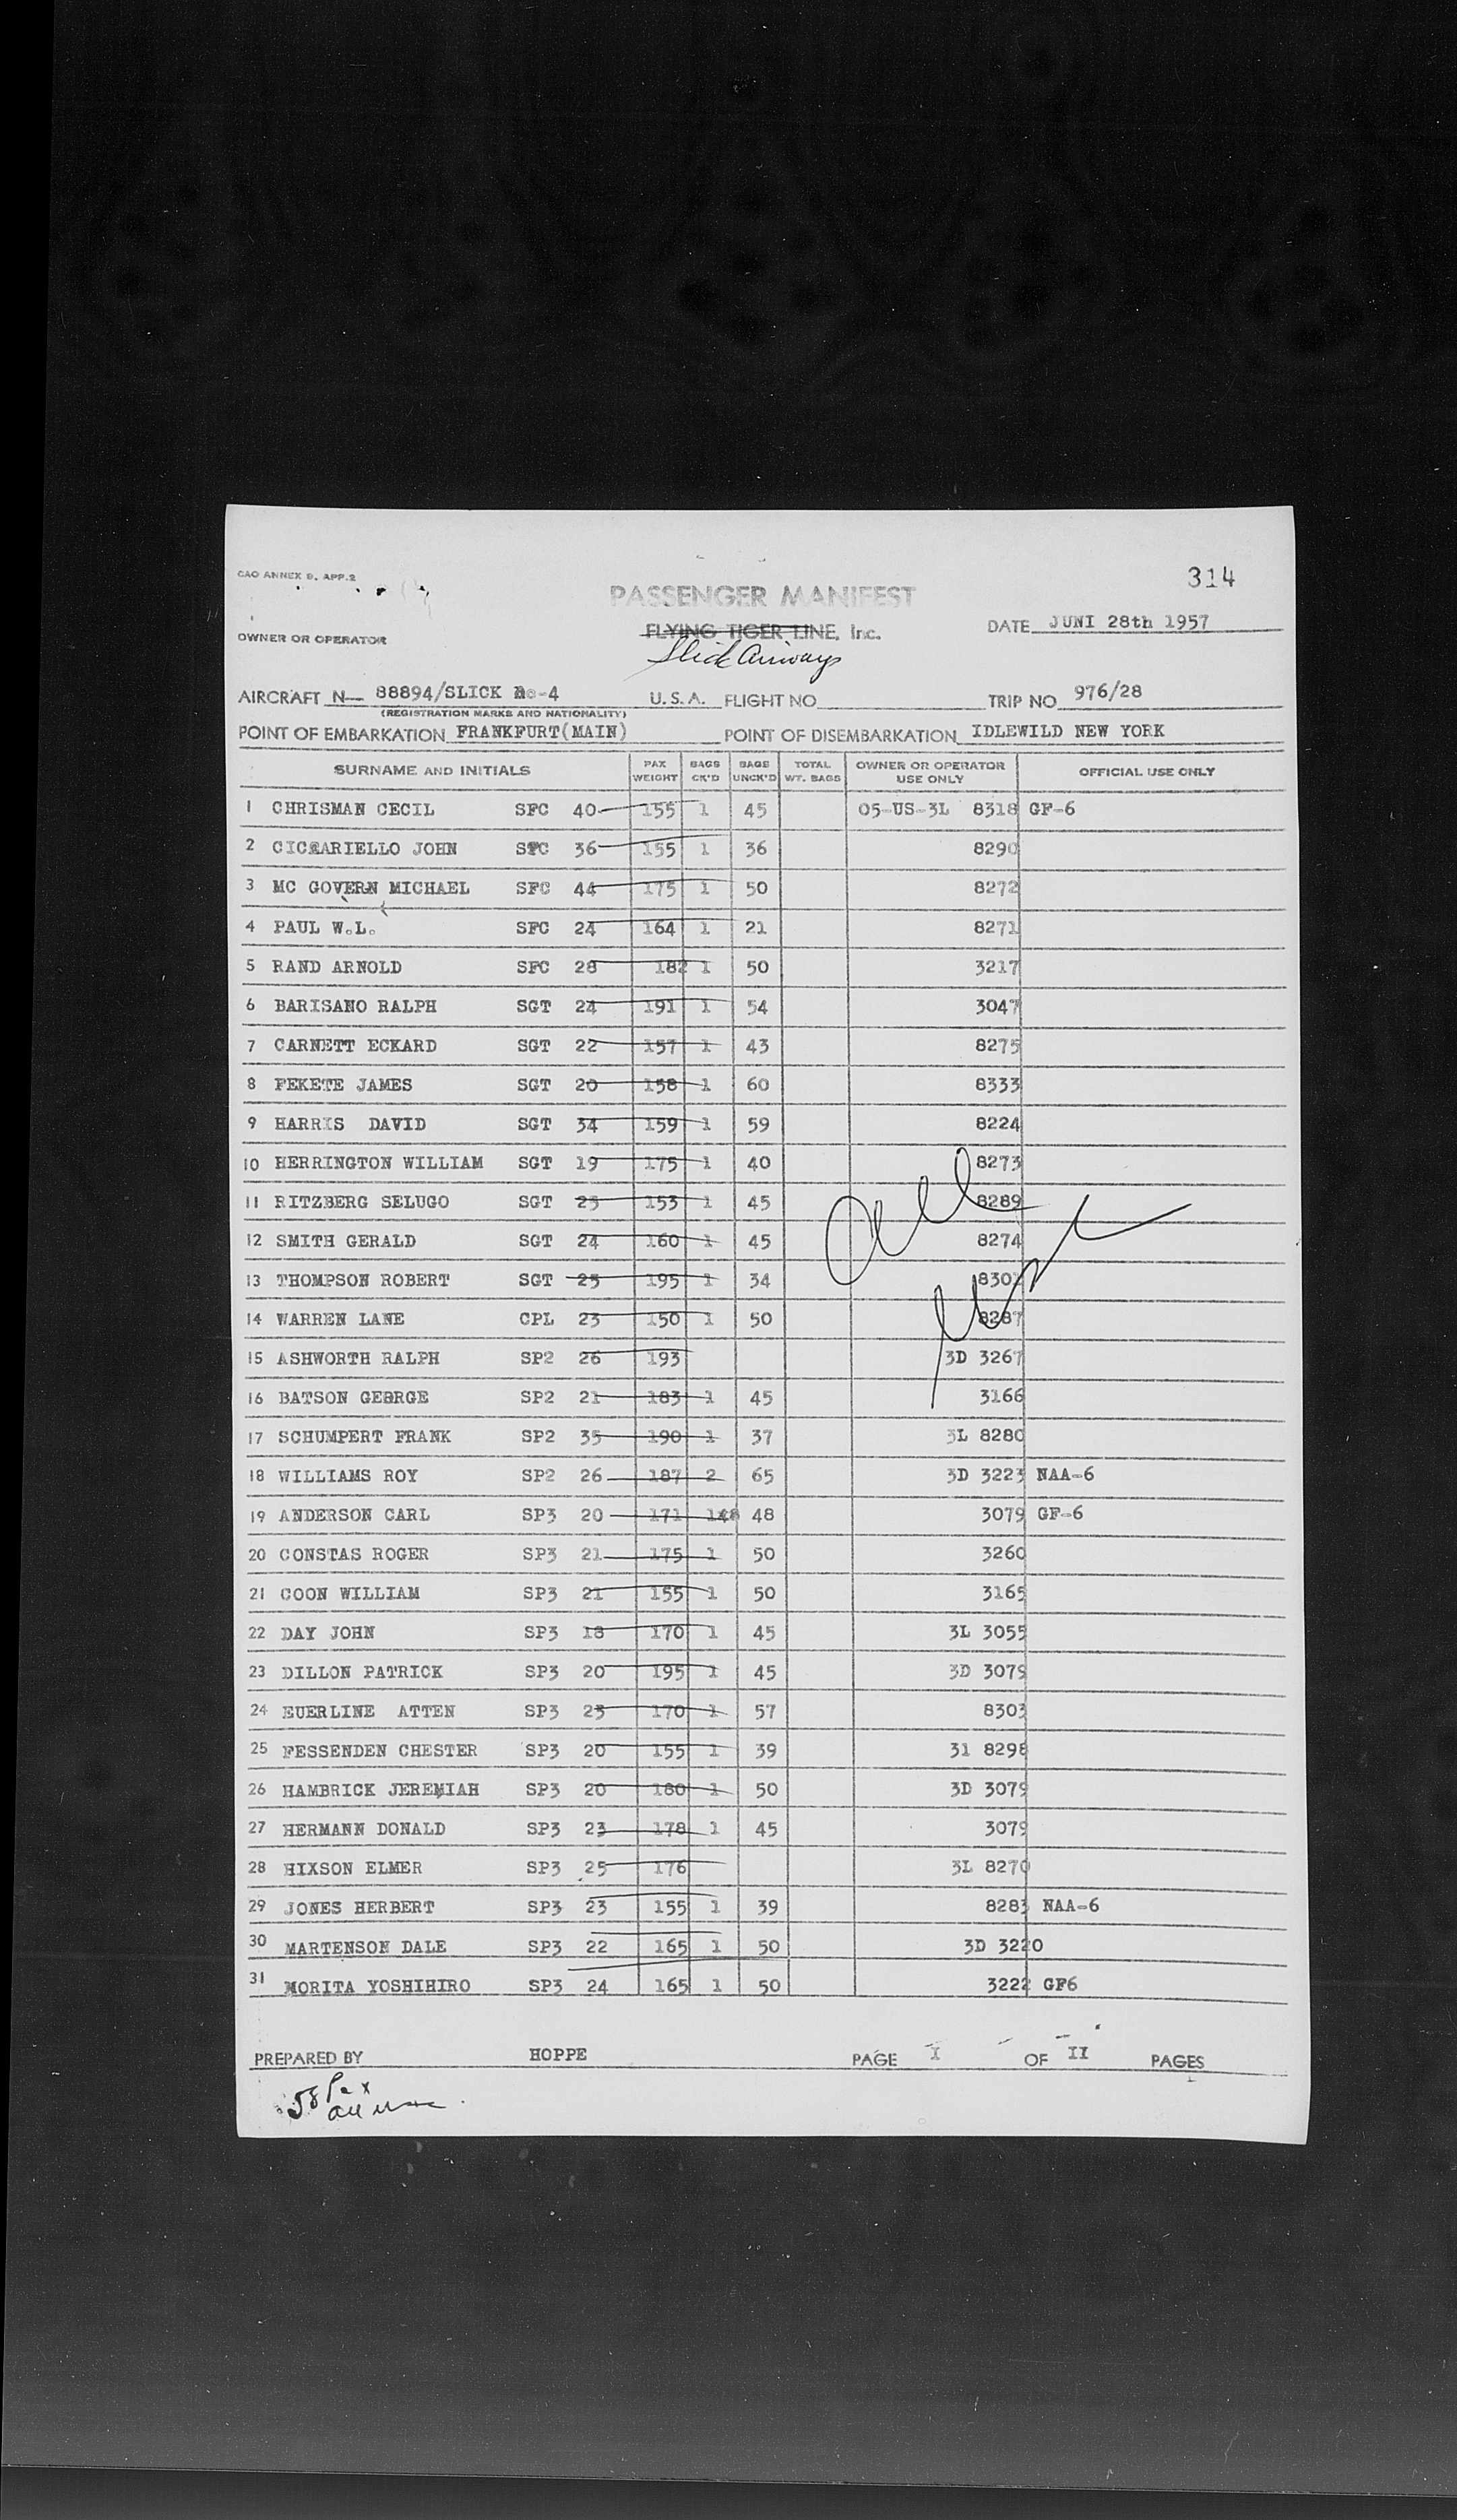 CAO ANNEX 9, APP.2
314
PASSENGER MANIFEST
OWNER OR OPERATOR FLYING TIGER LINE, Inc. DATE JUNI 28th 1957
Slick Airways
AIRCRAFT N— 88894/SLICK -4 U.S.A. FLIGHT NO TRIP NO 976/28
(REGISTRATION MARKS AND NATIONALITY)
POINT OF EMBARKATION FRANKFURT(MAIN) POINT OF DISEMBARKATION IDLEWILD NEW YORK
SURNAME AND INITIALS PAX WEIGHT BAGS CK'D BAGS UNCK'D TOTAL WT. BAGS OWNER OR OPERATOR USE ONLY OFFICIAL USE ONLY
1 CHRISMAN CECIL SFC 40 155 1 45 05-US-3L 8318 GF-6
2 CICRARIELLO JOHN SFC 36 155 1 36 8290
3 MC GOVERN MICHAEL SFC 44 175 1 50 8272
4 PAUL W.L. SFC 24 164 1 21 8271
5 RAND ARNOLD SFC 28 182 1 50 3217
6 BARISANO RALPH SGT 24 191 1 54 3047
7 CARNETT ECKARD SGT 22 157 1 43 8275
8 FEKETE JAMES SGT 20 158 1 60 8333
9 HARRIS DAVID SGT 34 159 1 59 8224
10 HERRINGTON WILLIAM SGT 19 175 1 40 8273
11 RITZBERG SELUGO SGT 25 153 1 45 8289
12 SMITH GERALD SGT 24 160 1 45 8274
13 THOMPSON ROBERT SGT 25 195 1 34 8301
14 WARREN LANE CPL 23 150 1 50 8287
15 ASHWORTH RALPH SP2 26 193 3D 3267
16 BATSON GEORGE SP2 21 183 1 45 3166
17 SCHUMPERT FRANK SP2 35 190 1 37 3L 8280
18 WILLIAMS ROY SP2 26 187 2 65 3D 3223 NAA-6
19 ANDERSON CARL SP3 20 171 148 48 3079 GF-6
20 CONSTAS ROGER SP3 21 175 1 50 3260
21 COON WILLIAM SP3 21 155 1 50 3165
22 DAY JOHN SP3 18 170 1 45 3L 3055
23 DILLON PATRICK SP3 20 195 1 45 3D 3079
24 EUERLINE ATTEN SP3 23 170 1 57 8303
25 FESSENDEN CHESTER SP3 20 155 1 39 31 8298
26 HAMBRICK JEREMIAH SP3 20 180 1 50 3D 3079
27 HERMANN DONALD SP3 23 178 1 45 3079
28 HIXSON ELMER SP3 25 176 3L 8270
29 JONES HERBERT SP3 23 155 1 39 8283 NAA-6
30 MARTENSON DALE SP3 22 165 1 50 3D 3220
31 MORITA YOSHIHIRO SP3 24 165 1 50 3222 GF6
PREPARED BY HOPPE PAGE I OF II PAGES
58 Pax